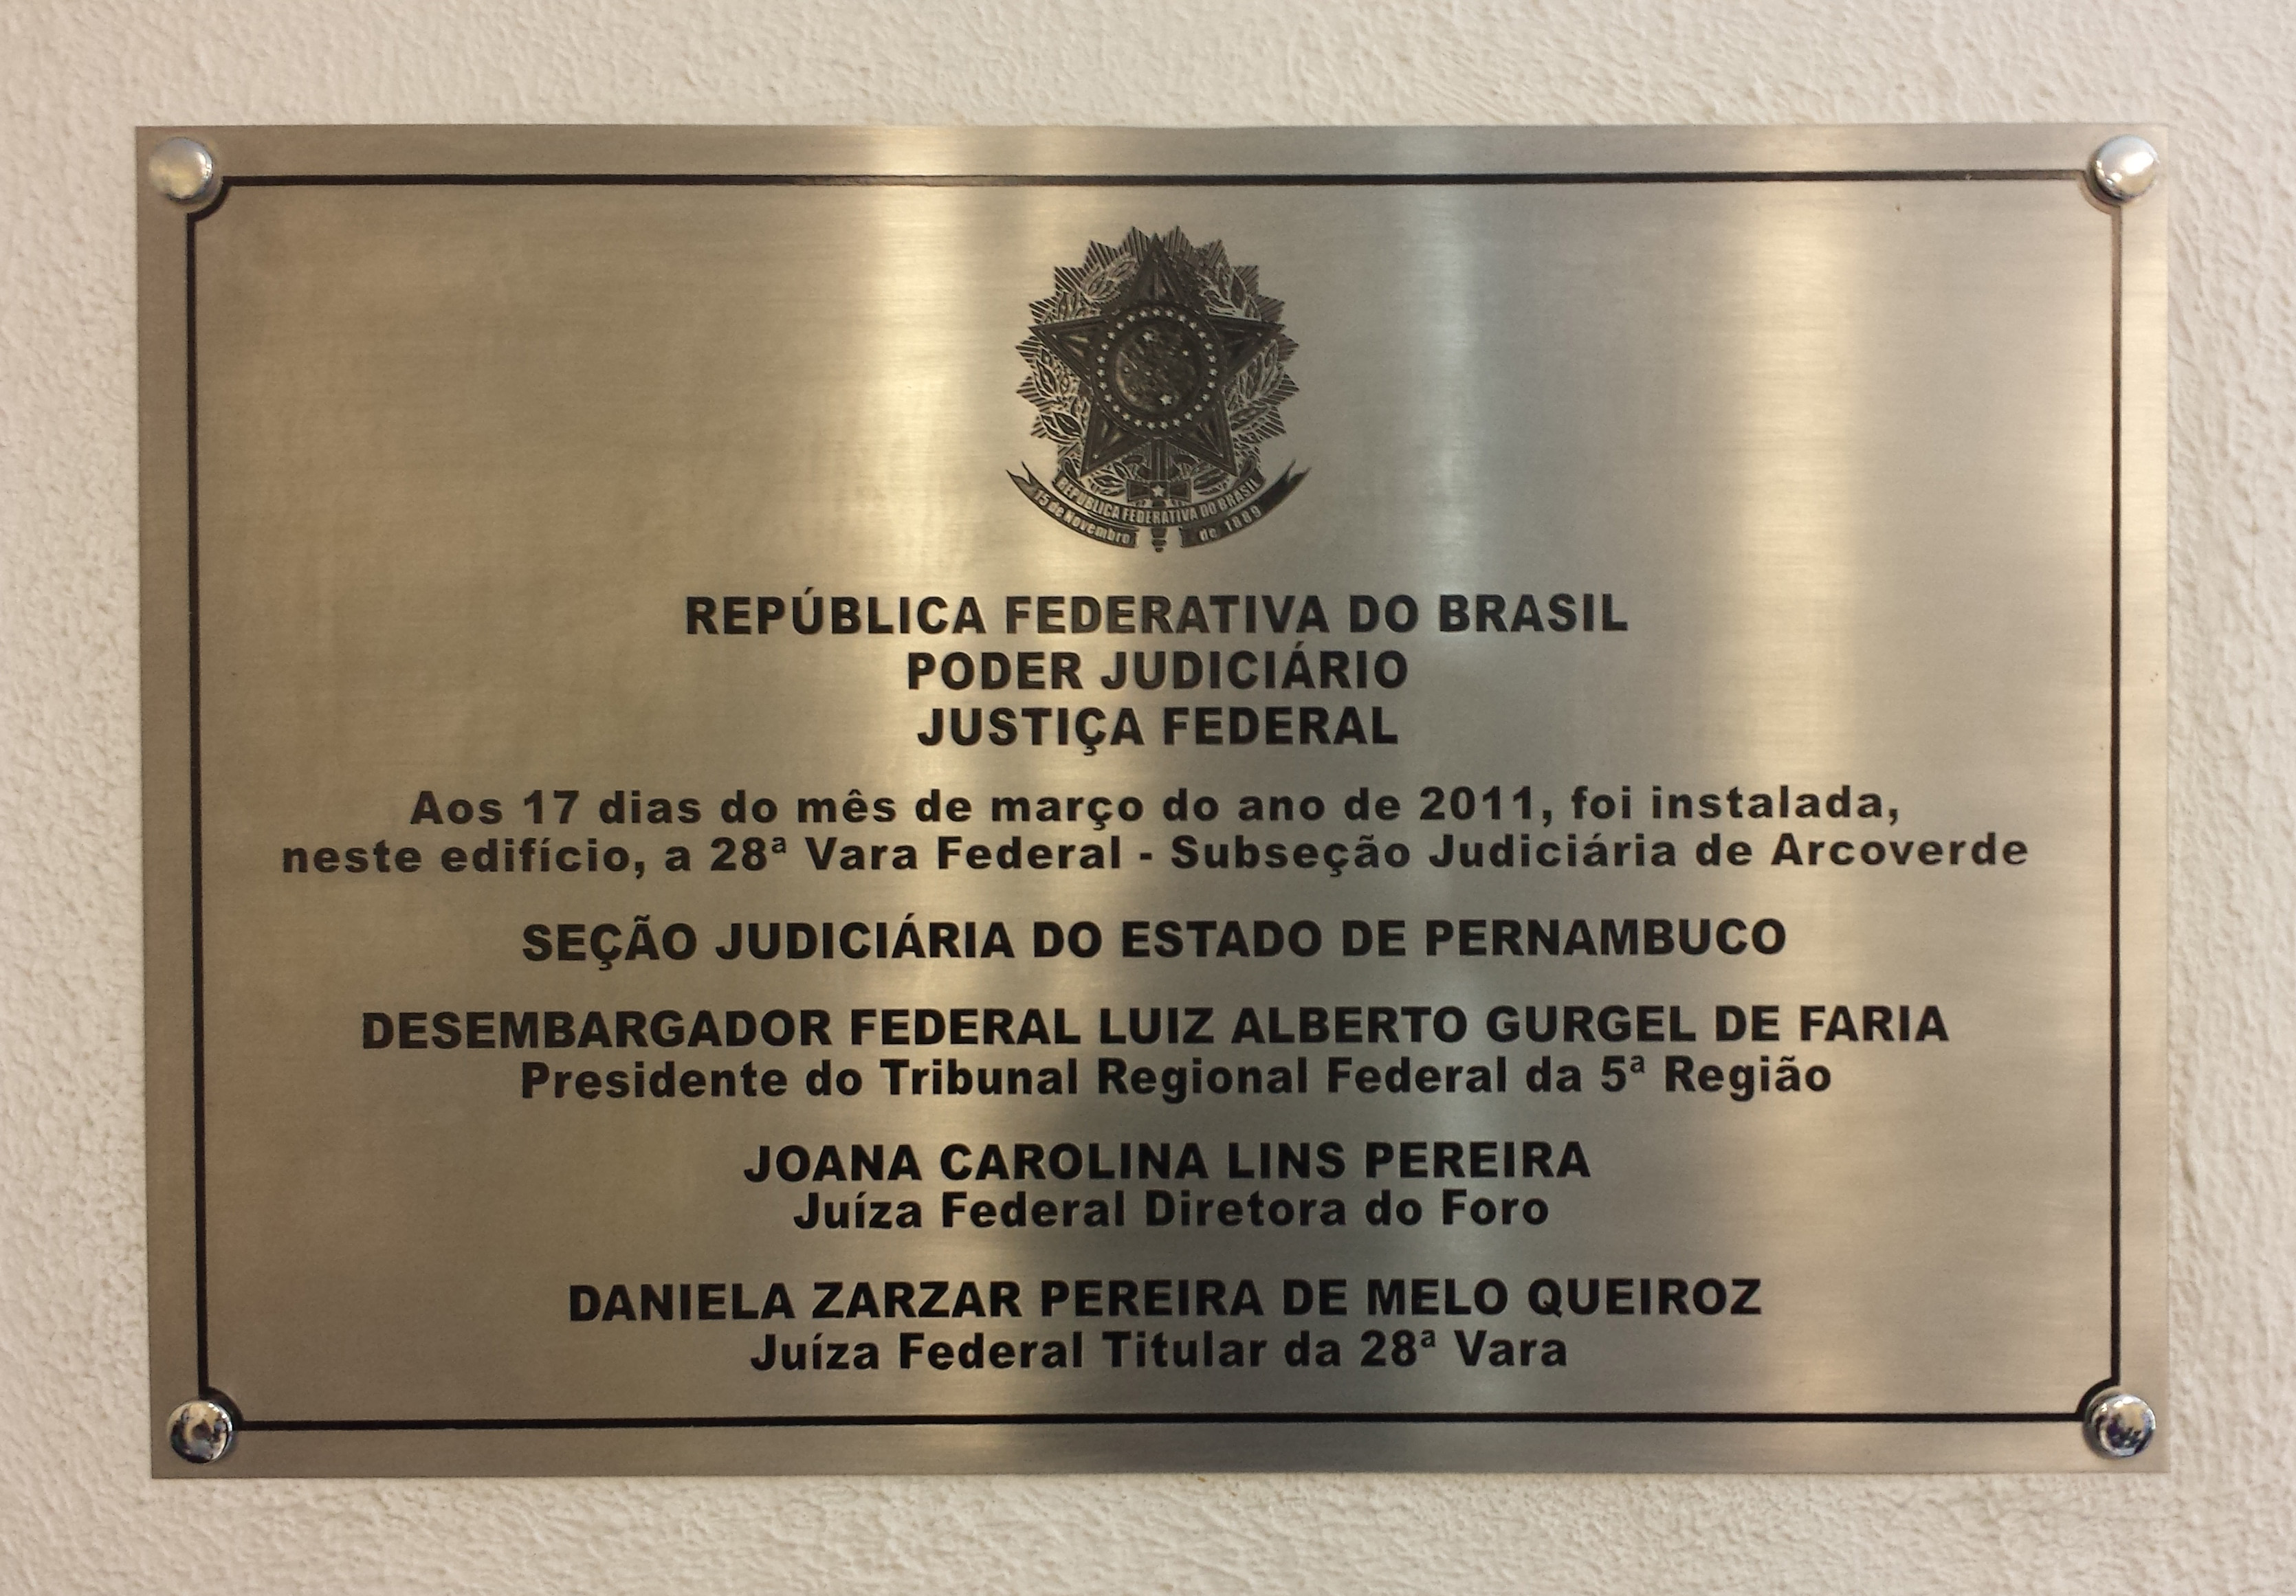 REPÚBLICA FEDERATIVA DO BRASIL
15 de Novembro de 1889
REPÚBLICA FEDERATIVA DO BRASIL
PODER JUDICIÁRIO
JUSTIÇA FEDERAL
Aos 17 dias do mês de março do ano de 2011, foi instalada,
neste edifício, a 28ª Vara Federal - Subseção Judiciária de Arcoverde
SEÇÃO JUDICIÁRIA DO ESTADO DE PERNAMBUCO
DESEMBARGADOR FEDERAL LUIZ ALBERTO GURGEL DE FARIA
Presidente do Tribunal Regional Federal da 5ª Região
JOANA CAROLINA LINS PEREIRA
Juíza Federal Diretora do Foro
DANIELA ZARZAR PEREIRA DE MELO QUEIROZ
Juíza Federal Titular da 28ª Vara